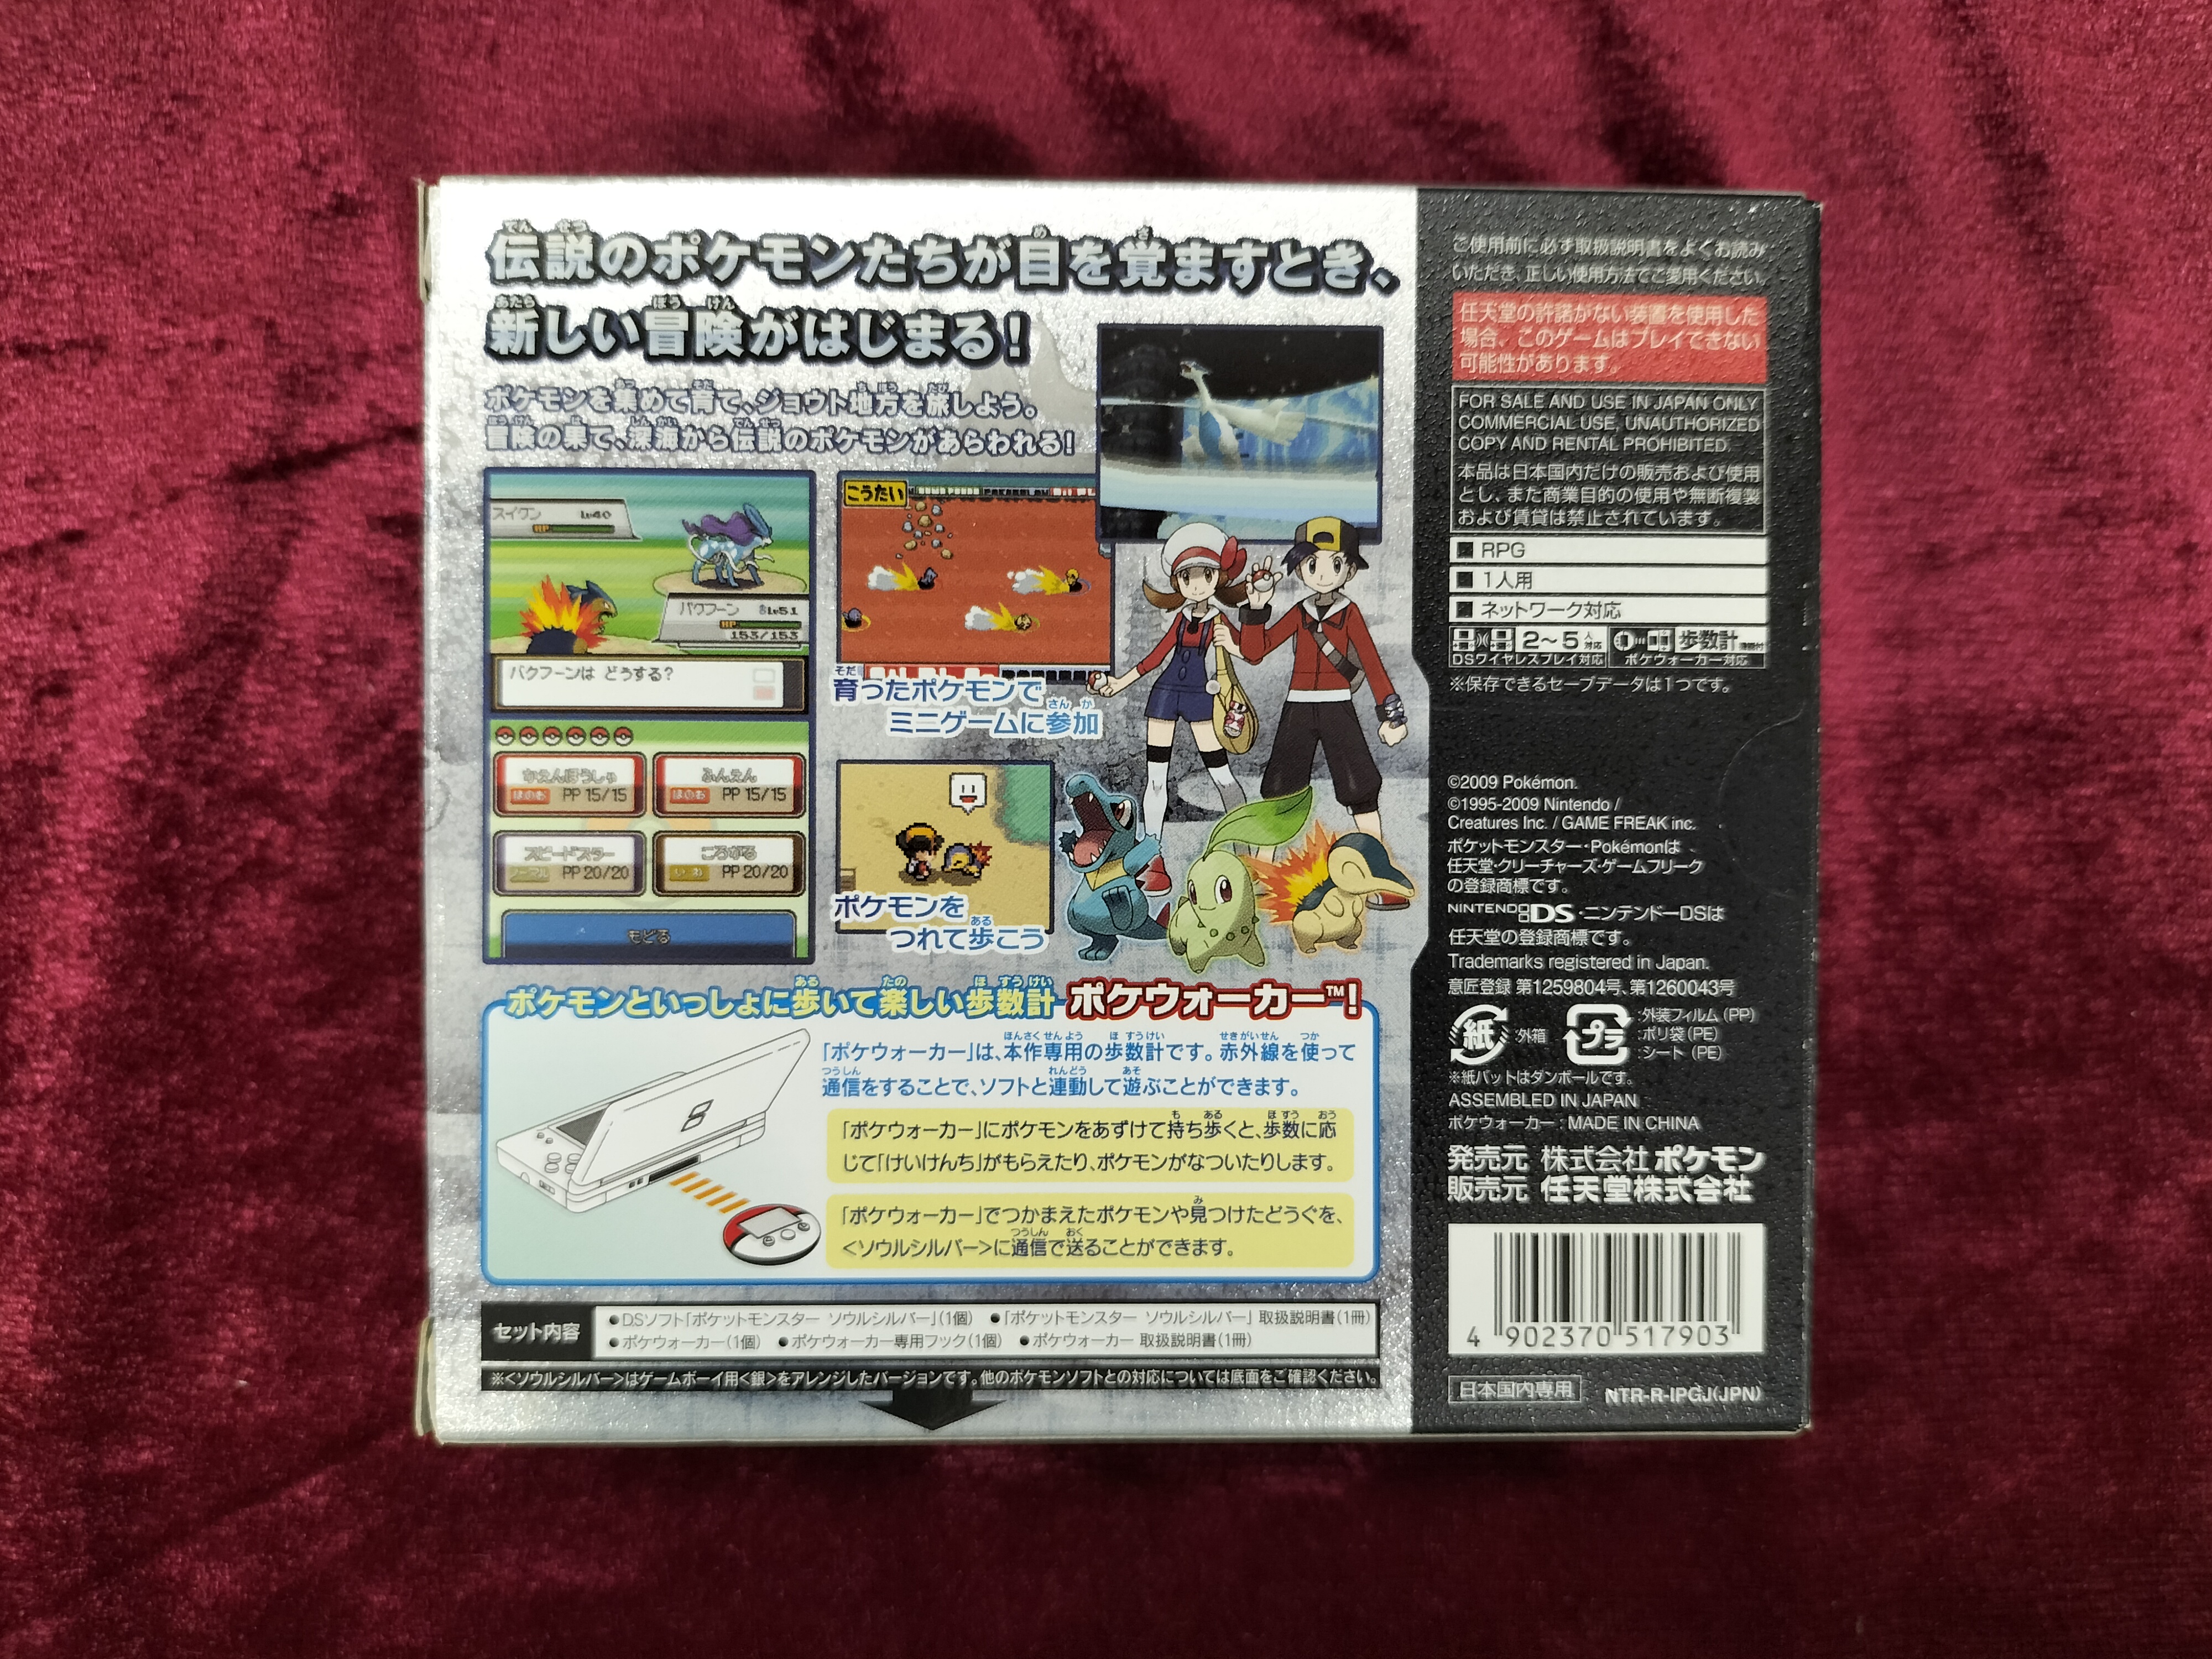 伝説のポケモンたちが目を覚ますとき、
新しい冒険がはじまる!
ポケモンを集めて育て、ジョウト地方を旅しよう。
冒険の果て、深海から伝説のポケモンがあらわれる!
スイクン Lv40
HP
バクフーン ♂Lv51
HP
153/153
バクフーンは どうする?
かえんほうしゃ
ほのお PP 15/15
ふんえん
ほのお PP 15/15
スピードスター
ノーマル PP 20/20
ころがる
いわ PP 20/20
もどる
こうたい
育ったポケモンで
ミニゲームに参加
ポケモンを
つれて歩こう
ポケモンといっしょに歩いて楽しい歩数計 ポケウォーカー™!
「ポケウォーカー」は、本作専用の歩数計です。赤外線を使って
通信をすることで、ソフトと連動して遊ぶことができます。
「ポケウォーカー」にポケモンをあずけて持ち歩くと、歩数に応
じて「けいけんち」がもらえたり、ポケモンがなついたりします。
「ポケウォーカー」でつかまえたポケモンや見つけたどうぐを、
<ソウルシルバー>に通信で送ることができます。
セット内容
●DSソフト「ポケットモンスター ソウルシルバー」(1個) ●「ポケットモンスター ソウルシルバー」取扱説明書(1冊)
●ポケウォーカー(1個) ●ポケウォーカー専用フック(1個) ●ポケウォーカー 取扱説明書(1冊)
※<ソウルシルバー>はゲームボーイ用<銀>をアレンジしたバージョンです。他のポケモンソフトとの対応については底面をご確認ください。
ご使用前に必ず取扱説明書をよくお読み
いただき、正しい使用方法でご愛用ください。
任天堂の許諾がない装置を使用した
場合、このゲームはプレイできない
可能性があります。
FOR SALE AND USE IN JAPAN ONLY
COMMERCIAL USE, UNAUTHORIZED
COPY AND RENTAL PROHIBITED.
本品は日本国内だけの販売および使用
とし、また商業目的の使用や無断複製
および賃貸は禁止されています。
■ RPG
■ 1人用
■ ネットワーク対応
2〜5人対応
DSワイヤレスプレイ対応
歩数計
ポケウォーカー対応
※保存できるセーブデータは1つです。
©2009 Pokémon.
©1995-2009 Nintendo /
Creatures Inc. / GAME FREAK inc.
ポケットモンスター・Pokémonは
任天堂・クリーチャーズ・ゲームフリーク
の登録商標です。
NINTENDO DS・ニンテンドーDSは
任天堂の登録商標です。
Trademarks registered in Japan.
意匠登録 第1259804号、第1260043号
紙 :外箱
プラ :外装フィルム (PP)
:ポリ袋 (PE)
:シート (PE)
※紙パットはダンボールです。
ASSEMBLED IN JAPAN
ポケウォーカー : MADE IN CHINA
発売元 株式会社 ポケモン
販売元 任天堂株式会社
4 902370 517903
日本国内専用 NTR-R-IPGJ(JPN)